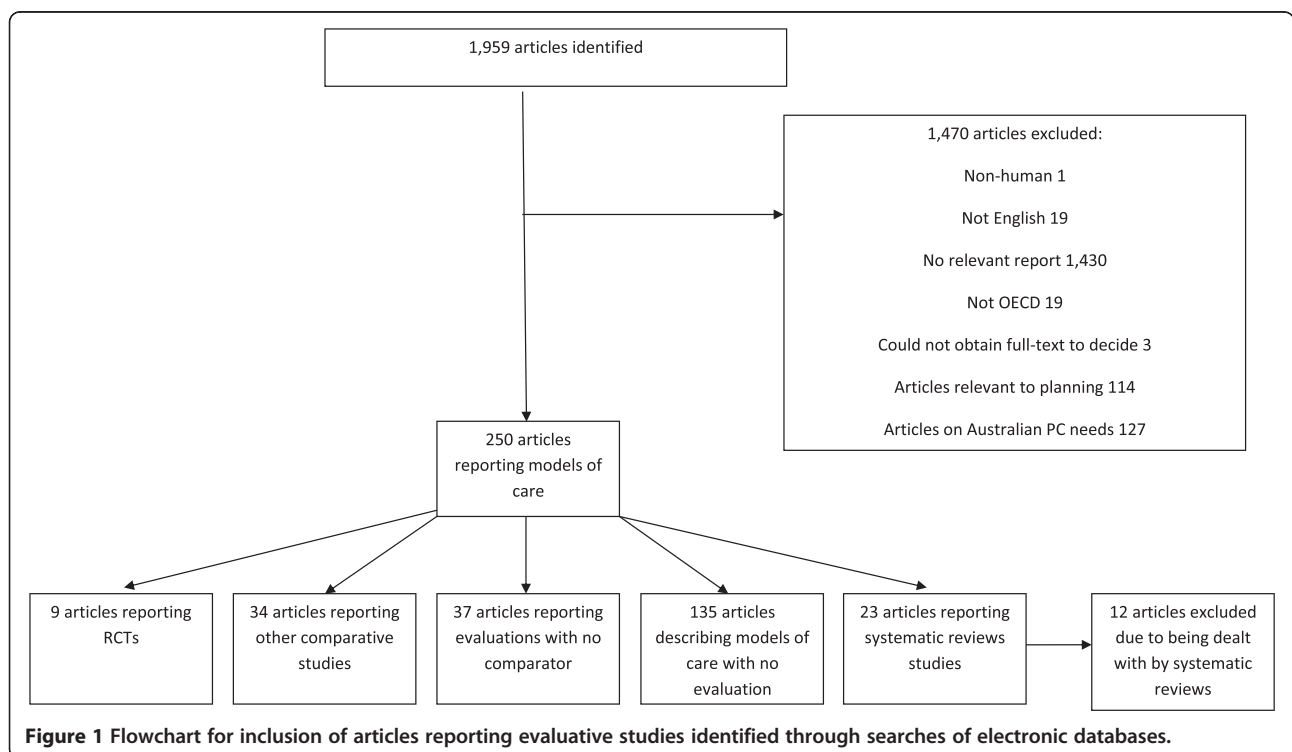 1,959 articles identified
1,470 articles excluded:
Non-human 1
Not English 19
No relevant report 1,430
Not OECD 19
Could not obtain full-text to decide 3
Articles relevant to planning 114
Articles on Australian PC needs 127
250 articles
reporting models of
care
9 articles reporting
RCTs
34 articles reporting
other comparative
studies
37 articles reporting
evaluations with no
comparator
135 articles
describing models of
care with no
evaluation
23 articles reporting
systematic reviews
studies
12 articles excluded
due to being dealt
with by systematic
reviews
Figure 1 Flowchart for inclusion of articles reporting evaluative studies identified through searches of electronic databases.